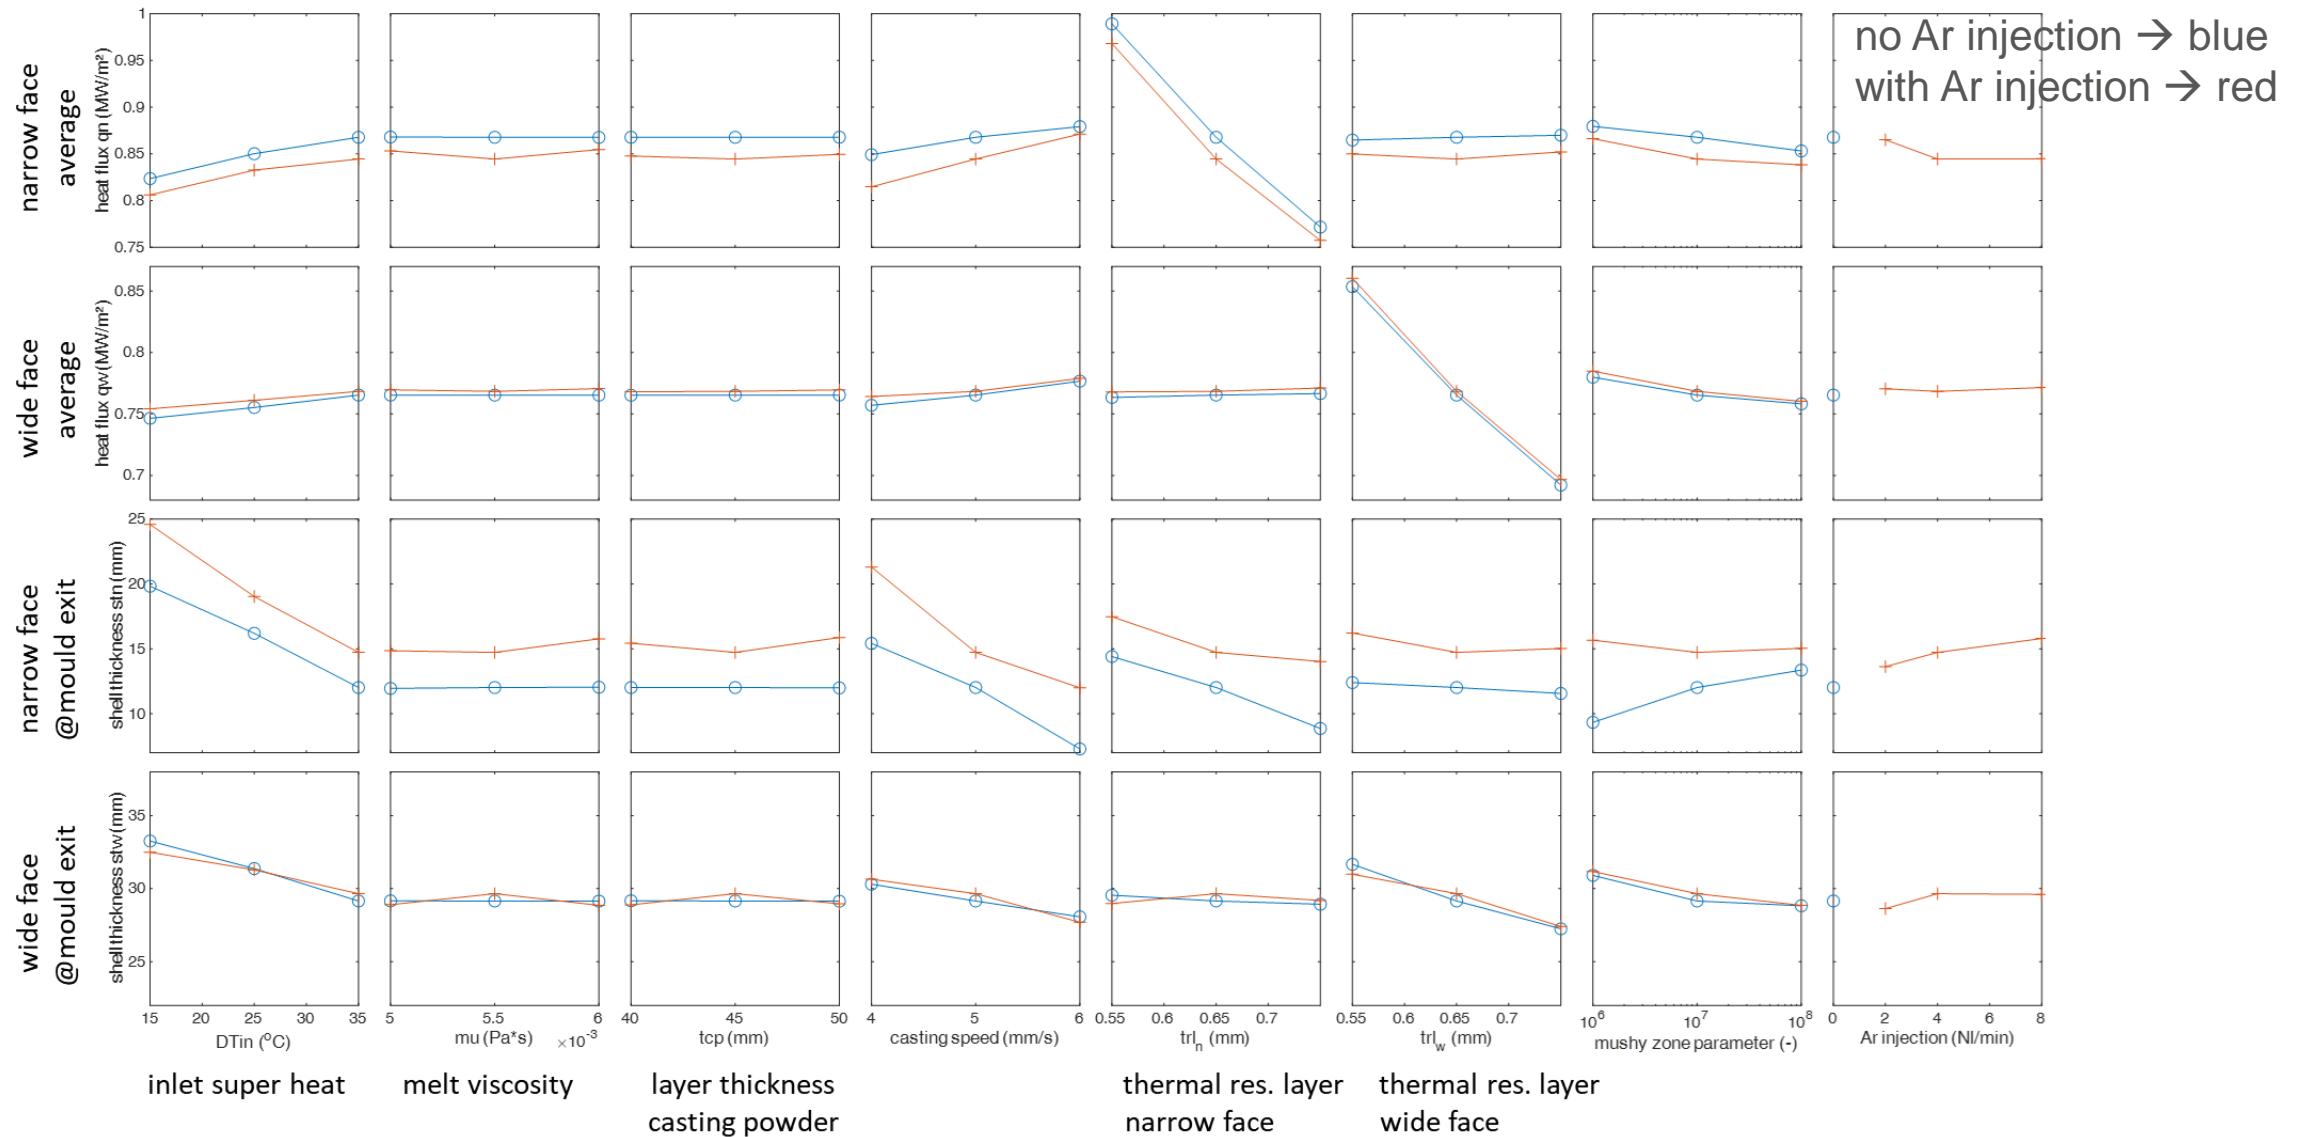 no Ar injection → blue
with Ar injection → red
narrow face
average
heat flux qn (MW/m²)
1
0.95
0.9
0.85
0.8
0.75
wide face
average
heat flux qw (MW/m²)
0.85
0.8
0.75
0.7
narrow face
@mould exit
shell thickness stn (mm)
25
20
15
10
wide face
@mould exit
shell thickness stw (mm)
35
30
25
15 20 25 30 35
DTin (°C)
5 5.5 6
mu (Pa*s) ×10⁻³
40 45 50
tcp (mm)
4 5 6
casting speed (mm/s)
0.55 0.6 0.65 0.7
trlₙ (mm)
0.55 0.6 0.65 0.7
trl_w (mm)
10⁶ 10⁷ 10⁸
mushy zone parameter (-)
0 2 4 6 8
Ar injection (Nl/min)
inlet super heat
melt viscosity
layer thickness
casting powder
thermal res. layer
narrow face
thermal res. layer
wide face